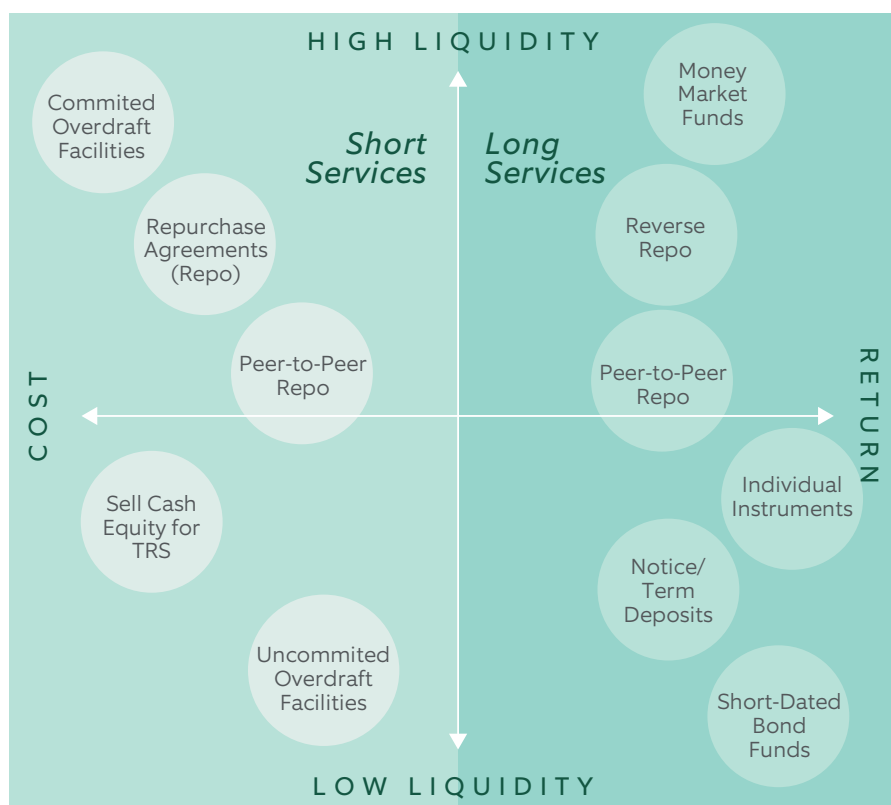 HIGH LIQUIDITY
Short
Services
Long
Services
Commited
Overdraft
Facilities
Repurchase
Agreements
(Repo)
Peer-to-Peer
Repo
Money
Market
Funds
Reverse
Repo
Peer-to-Peer
Repo
COST
RETURN
Sell Cash
Equity for
TRS
Uncommited
Overdraft
Facilities
Individual
Instruments
Notice/
Term
Deposits
Short-Dated
Bond
Funds
LOW LIQUIDITY